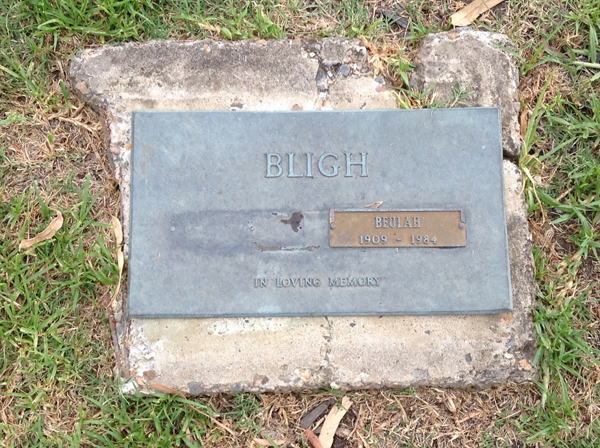 BLIGH
BEULAH
1909 - 1984
IN LOVING MEMORY